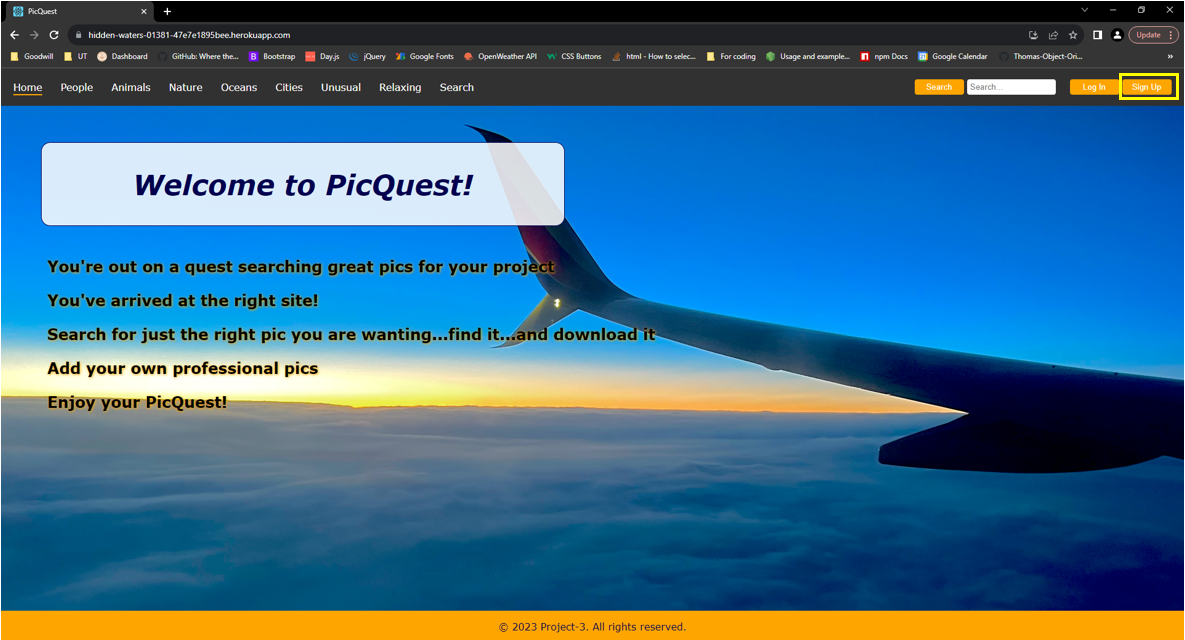 PicQuest
hidden-waters-01381-47e7e1895bee.herokuapp.com
Update
Goodwill UT Dashboard GitHub: Where the... Bootstrap Day.js jQuery Google Fonts OpenWeather API CSS Buttons html - How to selec... For coding Usage and example... npm Docs Google Calendar Thomas-Object-Ori... »
Home People Animals Nature Oceans Cities Unusual Relaxing Search Search Search... Log In Sign Up
Welcome to PicQuest!
You're out on a quest searching great pics for your project
You've arrived at the right site!
Search for just the right pic you are wanting...find it...and download it
Add your own professional pics
Enjoy your PicQuest!
© 2023 Project-3. All rights reserved.